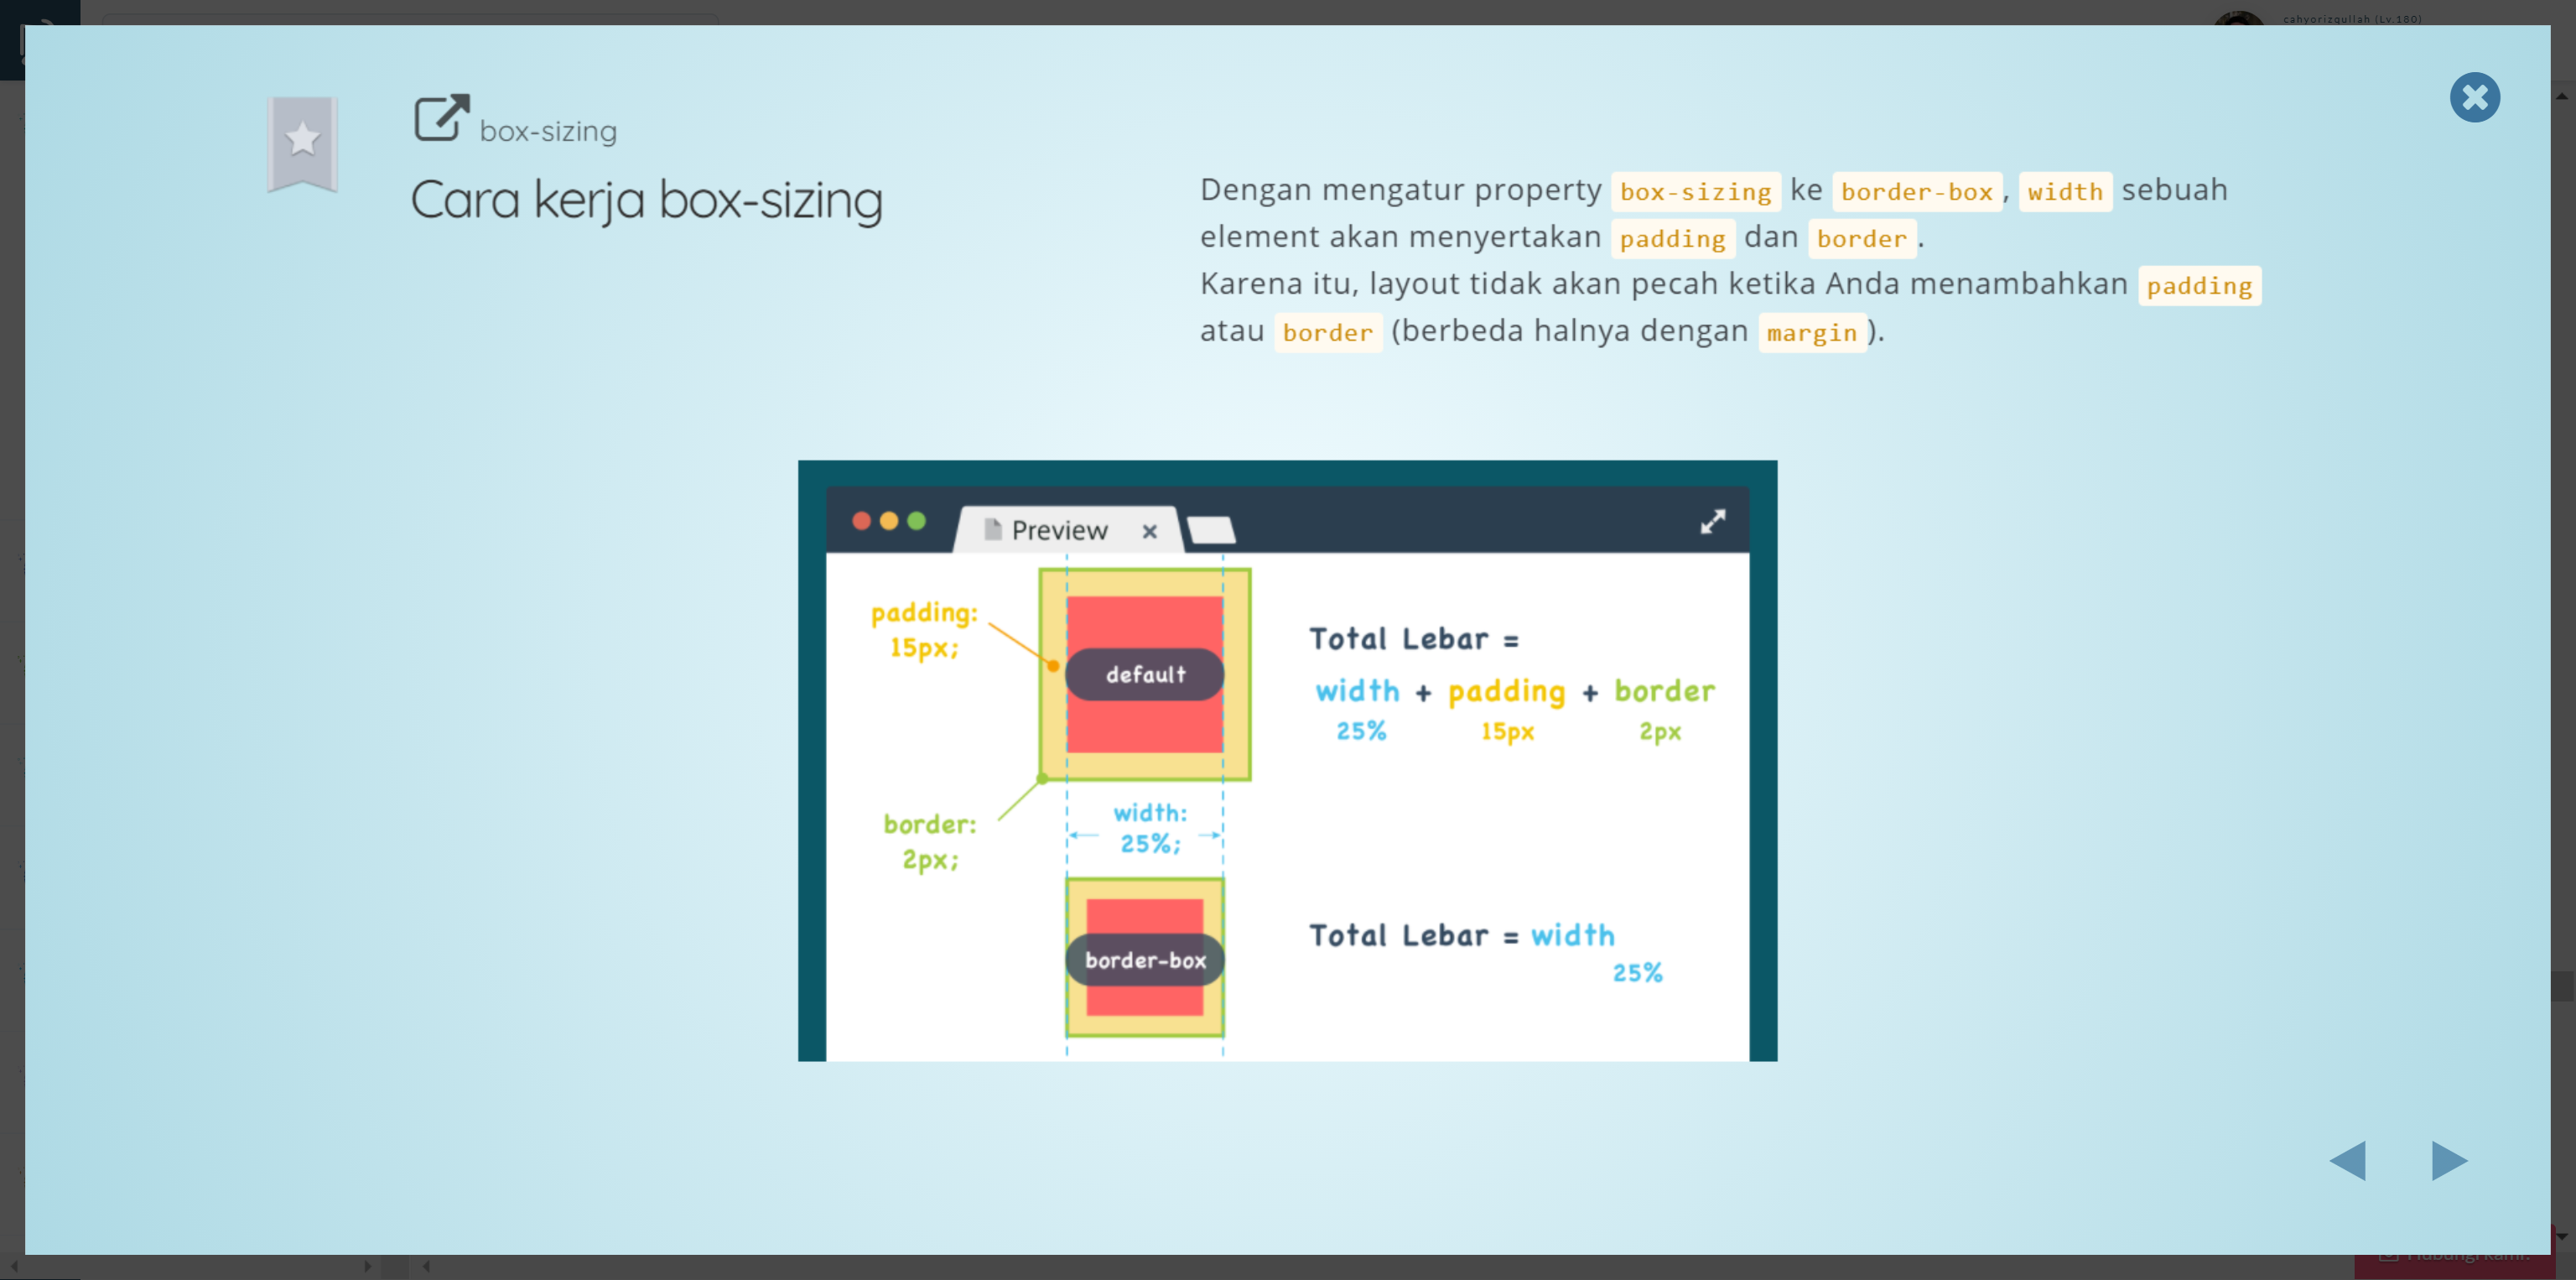 cahyorizqullah (Lv.180)
box-sizing
Cara kerja box-sizing
Dengan mengatur property box-sizing ke border-box, width sebuah
element akan menyertakan padding dan border.
Karena itu, layout tidak akan pecah ketika Anda menambahkan padding
atau border (berbeda halnya dengan margin).
Preview
padding:
15px;
default
Total Lebar =
width + padding + border
25% 15px 2px
border:
2px;
width:
25%;
border-box
Total Lebar = width
25%
Hubungi kami!